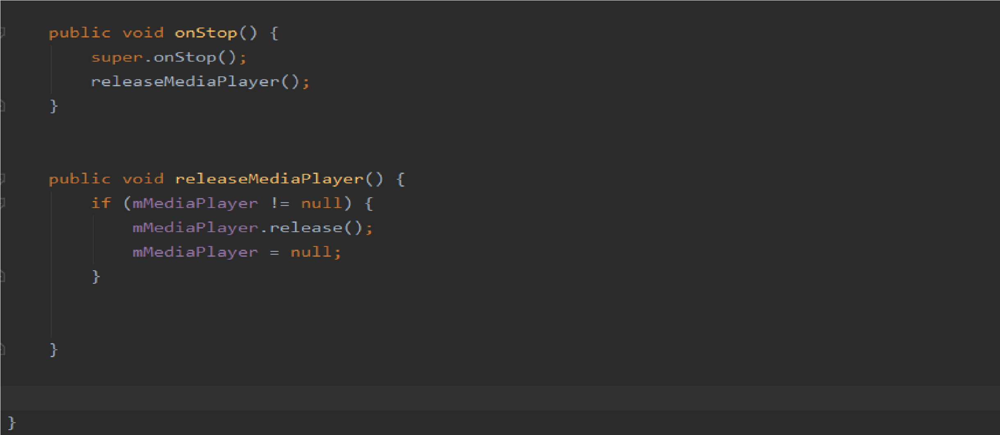 public void onStop() {
super.onStop();
releaseMediaPlayer();
}
public void releaseMediaPlayer() {
if (mMediaPlayer != null) {
mMediaPlayer.release();
mMediaPlayer = null;
}
}
}